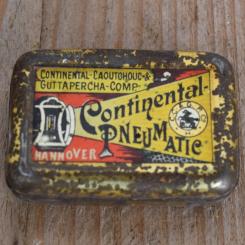 CONTINENTAL-CAOUTCHOUC-&
GUTTAPERCHA-COMP.
Continental-
PNEUMATIC
HANNOVER